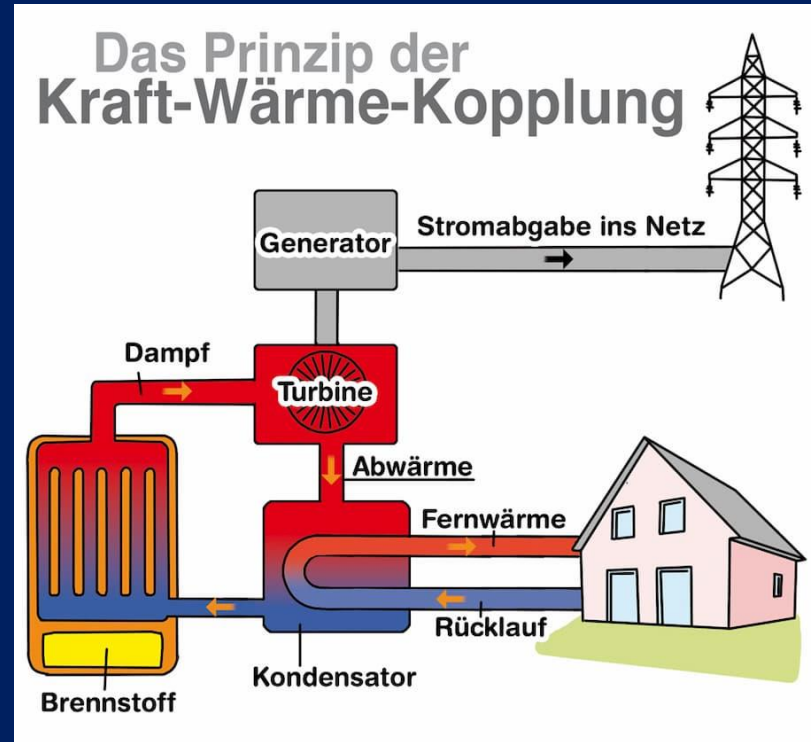 Das Prinzip der
Kraft-Wärme-Kopplung
Generator
Stromabgabe ins Netz
Dampf
Turbine
Abwärme
Fernwärme
Rücklauf
Kondensator
Brennstoff